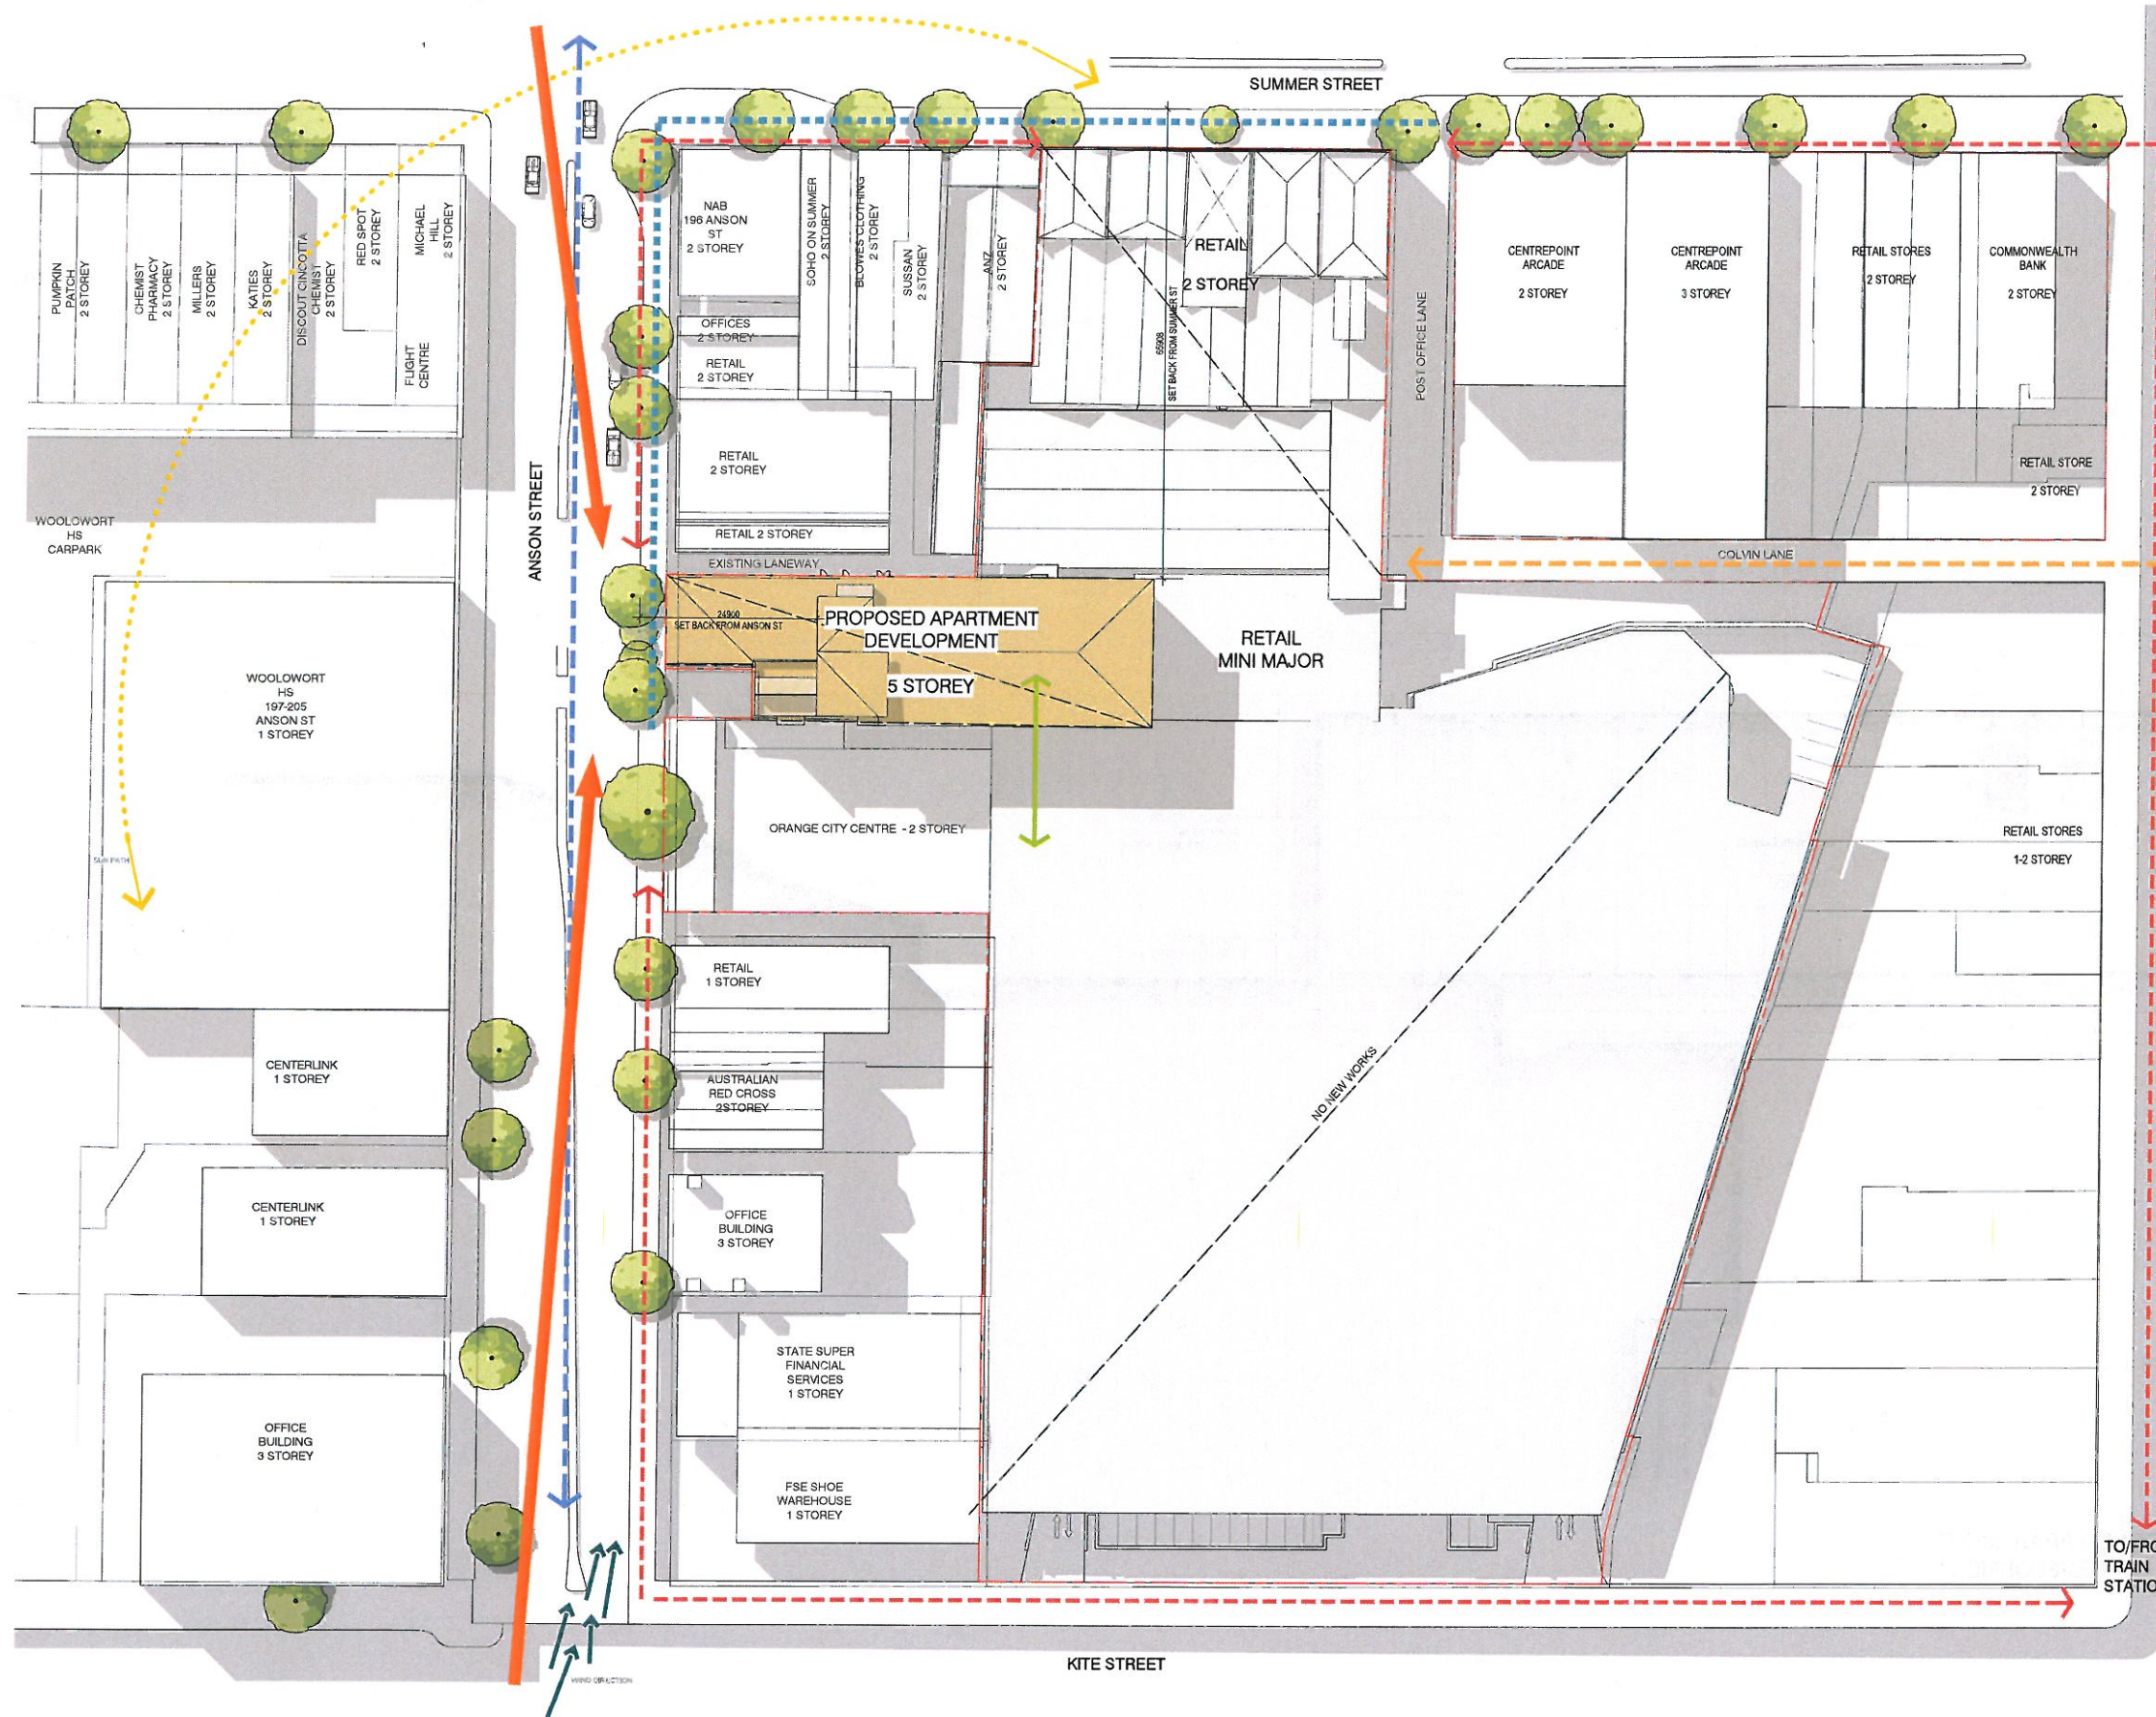 SUMMER STREET
PUMPKIN
PATCH
2 STOREY
CHEMIST
PHARMACY
2 STOREY
MILLERS
2 STOREY
KATIES
2 STOREY
DISCOUT CINCOTTA
CHEMIST
2 STOREY
RED SPOT
2 STOREY
MICHAEL
HILL
2 STOREY
FLIGHT
CENTRE
NAB
196 ANSON
ST
2 STOREY
OFFICES
2 STOREY
RETAIL
2 STOREY
RETAIL
2 STOREY
RETAIL 2 STOREY
SOHO ON SUMMER
2 STOREY
BLOWES CLOTHING
2 STOREY
SUSSAN
2 STOREY
ANZ
2 STOREY
RETAIL
2 STOREY
65908
SET BACK FROM SUMMER ST
POST OFFICE LANE
CENTREPOINT
ARCADE
2 STOREY
CENTREPOINT
ARCADE
3 STOREY
RETAIL STORES
2 STOREY
COMMONWEALTH
BANK
2 STOREY
RETAIL STORE
2 STOREY
COLVIN LANE
ANSON STREET
WOOLOWORT
HS
CARPARK
EXISTING LANEWAY
24900
SET BACK FROM ANSON ST
PROPOSED APARTMENT
DEVELOPMENT
5 STOREY
RETAIL
MINI MAJOR
WOOLOWORT
HS
197-205
ANSON ST
1 STOREY
SUN PATH
ORANGE CITY CENTRE - 2 STOREY
RETAIL STORES
1-2 STOREY
RETAIL
1 STOREY
CENTERLINK
1 STOREY
AUSTRALIAN
RED CROSS
2STOREY
NO NEW WORKS
CENTERLINK
1 STOREY
OFFICE
BUILDING
3 STOREY
STATE SUPER
FINANCIAL
SERVICES
1 STOREY
OFFICE
BUILDING
3 STOREY
FSE SHOE
WAREHOUSE
1 STOREY
TO/FRO
TRAIN
STATIO
KITE STREET
WIND DIRECTION